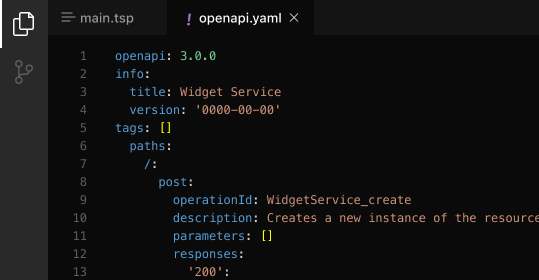 main.tsp
! openapi.yaml ×
1 openapi: 3.0.0
2 info:
3   title: Widget Service
4   version: '0000-00-00'
5 tags: []
6   paths:
7     /:
8       post:
9         operationId: WidgetService_create
10         description: Creates a new instance of the resource
11         parameters: []
12         responses:
13           '200':